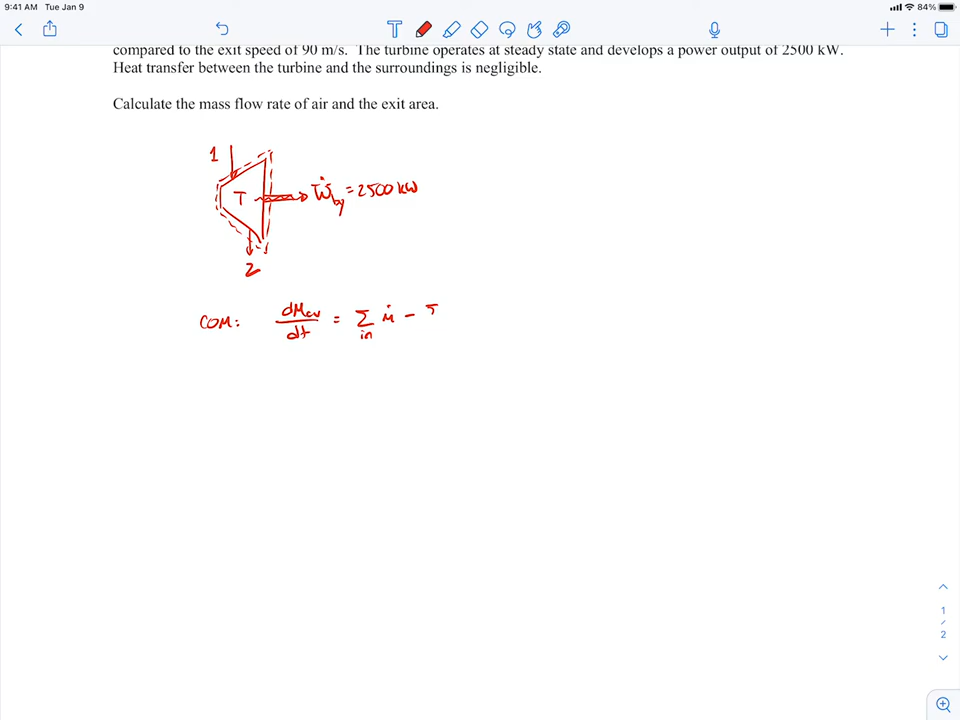 9:41 AM Tue Jan 9
84%
compared to the exit speed of 90 m/s. The turbine operates at steady state and develops a power output of 2500 kW.
Heat transfer between the turbine and the surroundings is negligible.
Calculate the mass flow rate of air and the exit area.
1
T
Ẇby = 2500 kW
2
COM: dMcv/dt = Σin ṁ −
1
/
2